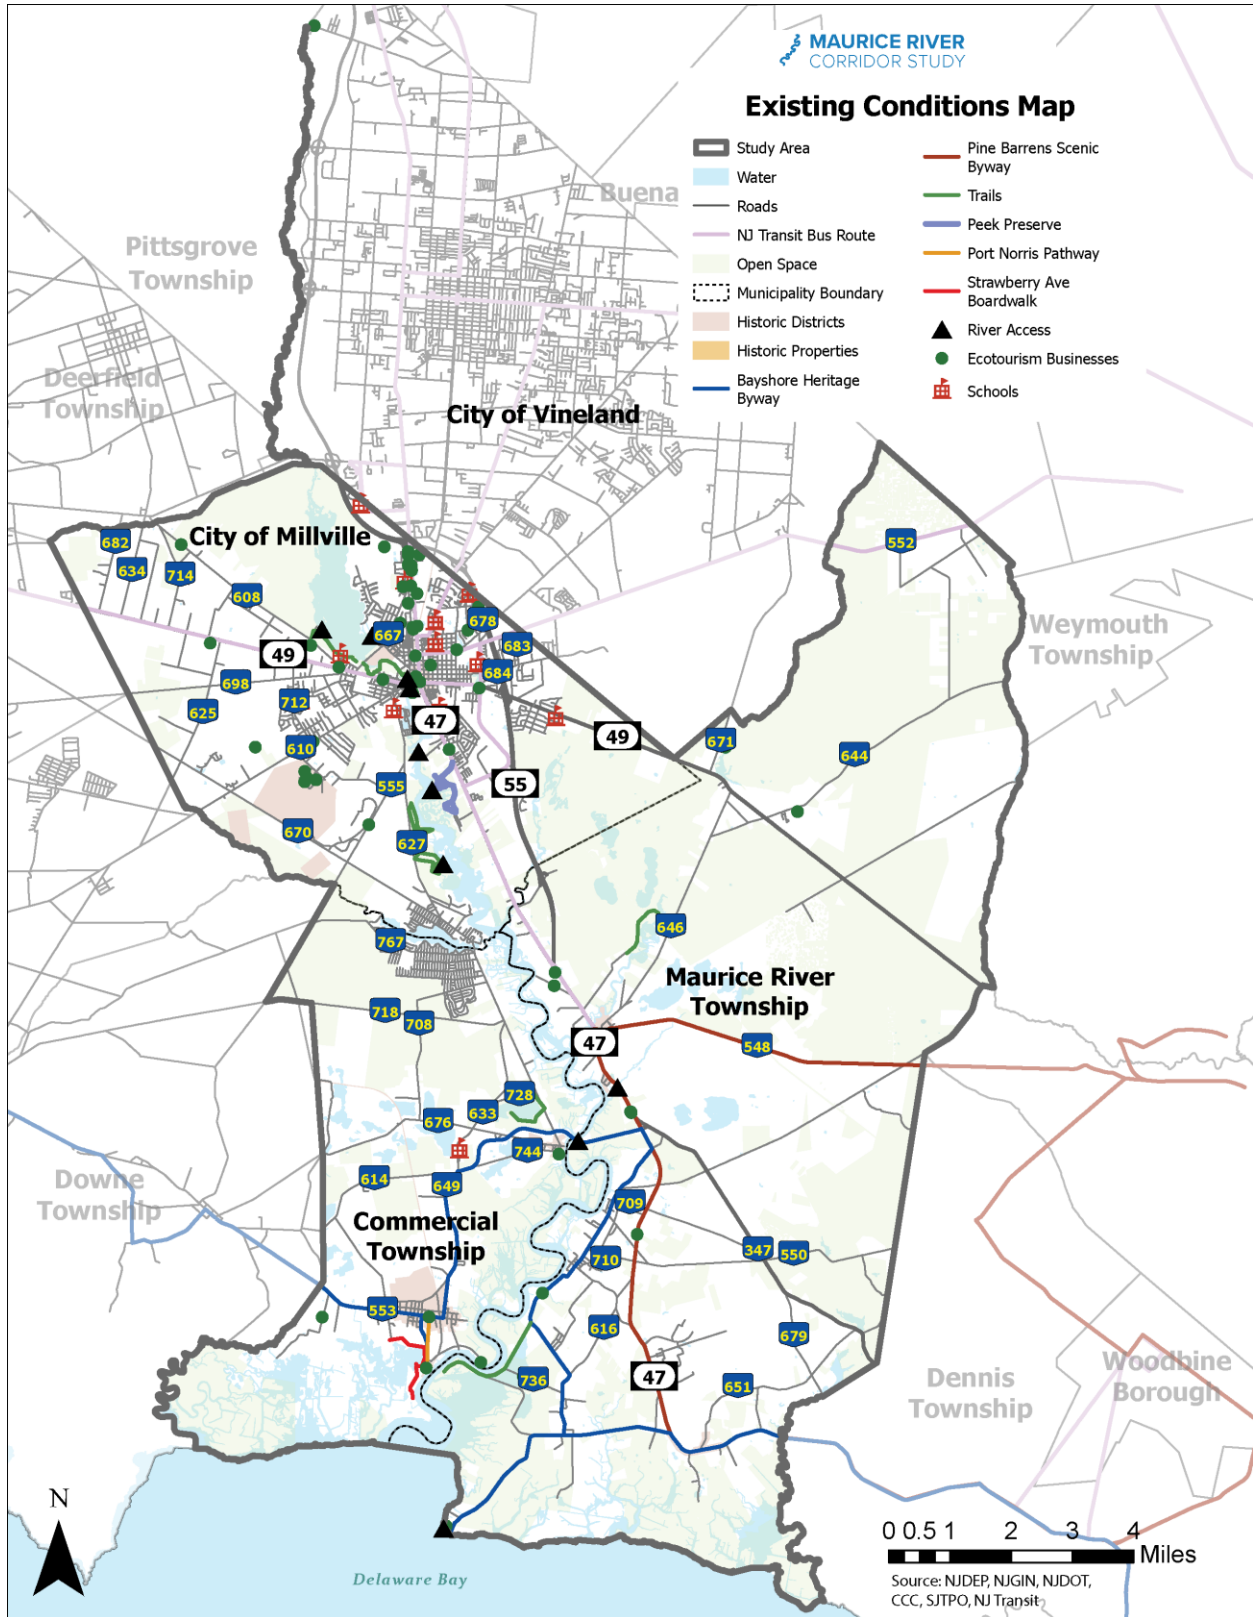 MAURICE RIVER
CORRIDOR STUDY
Existing Conditions Map
Study Area
Water
Roads
NJ Transit Bus Route
Open Space
Municipality Boundary
Historic Districts
Historic Properties
Bayshore Heritage
Byway
Pine Barrens Scenic
Byway
Trails
Peek Preserve
Port Norris Pathway
Strawberry Ave
Boardwalk
River Access
Ecotourism Businesses
Schools
Buena
Pittsgrove
Township
Deerfield
Township
City of Vineland
City of Millville
682
634
714
608
552
Weymouth
Township
667
678
683
684
49
698
625
712
47
49
671
644
610
555
55
670
627
646
767
Maurice River
Township
718
708
47
548
728
633
676
744
614
649
709
Downe
Township
Commercial
Township
710
347
550
553
616
679
47
736
651
Dennis
Township
Woodbine
Borough
N
0 0.5 1 2 3 4
Miles
Source: NJDEP, NJGIN, NJDOT,
CCC, SJTPO, NJ Transit
Delaware Bay